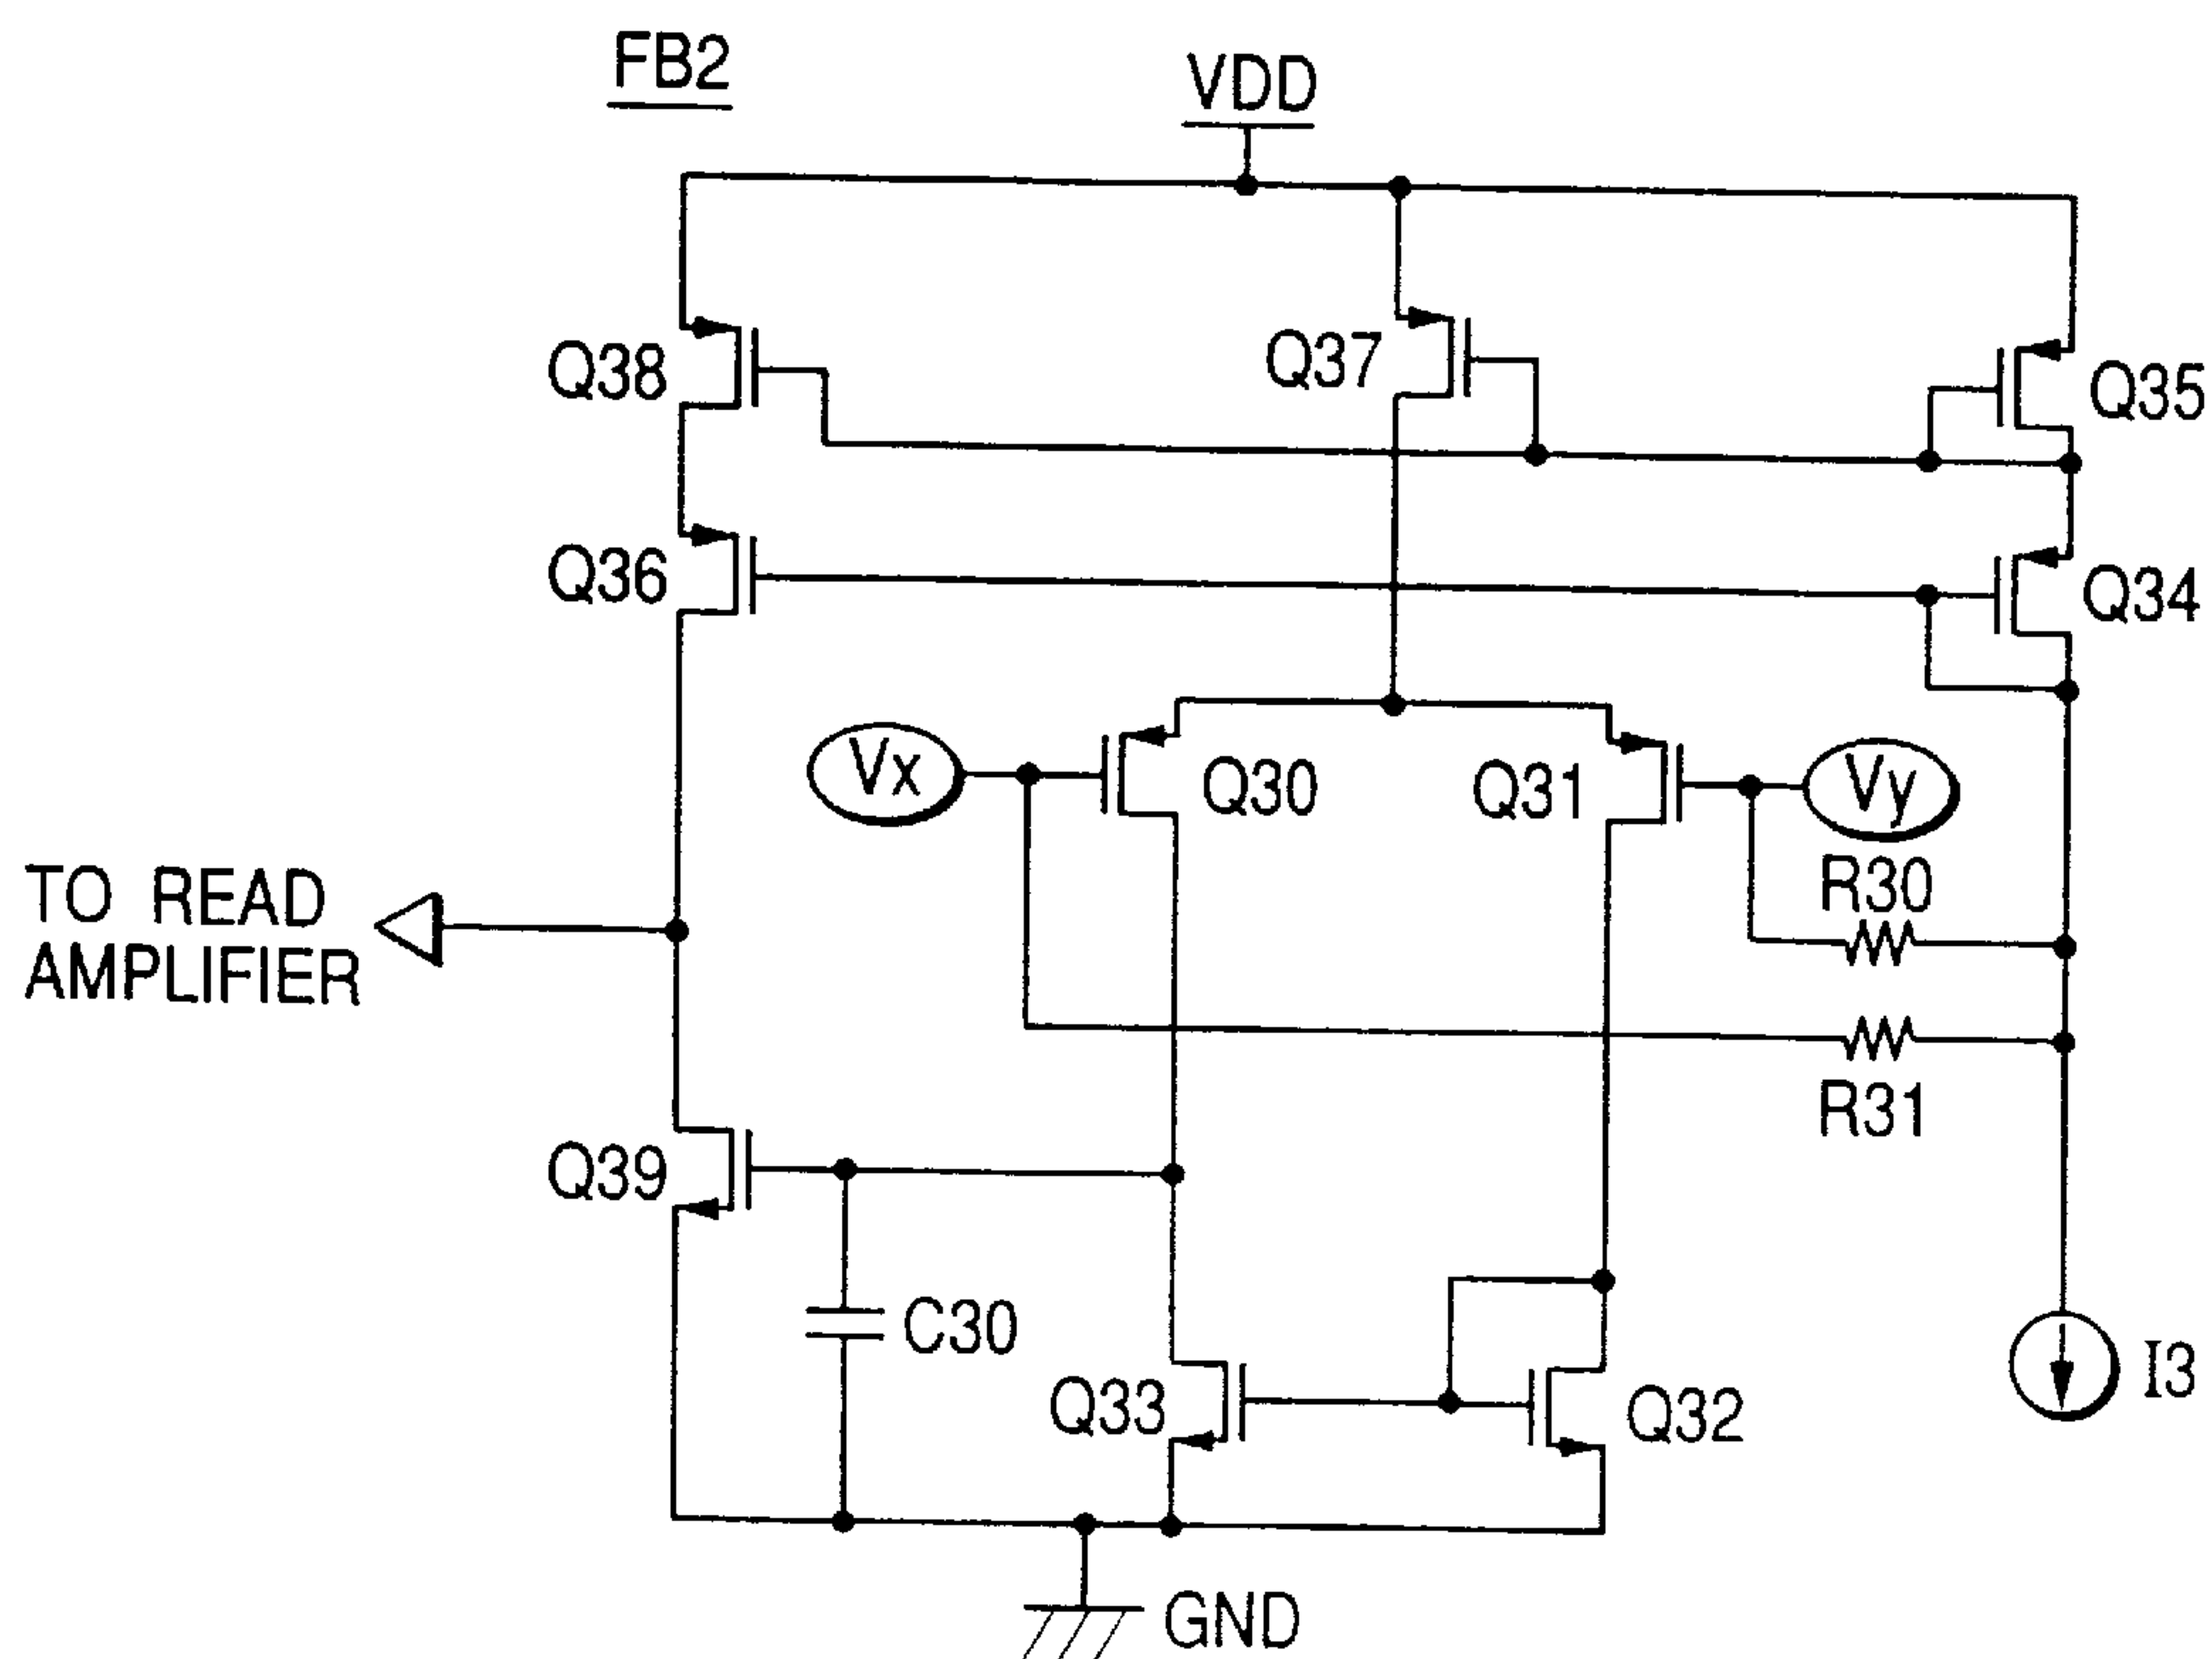 FB2
VDD
Q38
Q37
Q35
Q36
Q34
Vx
Q30
Q31
Vy
R30
TO READ
AMPLIFIER
R31
Q39
C30
Q33
Q32
I3
GND